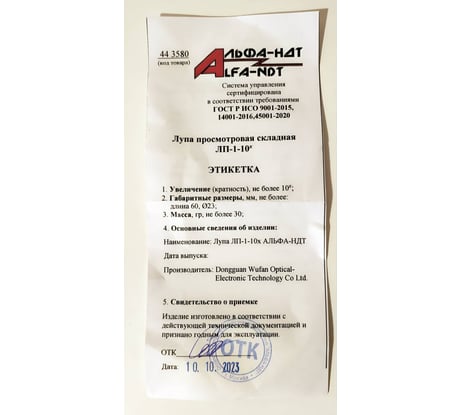 44 3580
(код товара)
АЛЬФА-НДТ
ALFA-NDT
Система управления
сертифицирована
в соответствии требованиями
ГОСТ Р ИСО 9001-2015,
14001-2016,45001-2020
Лупа просмотровая складная
ЛП-1-10ˣ
ЭТИКЕТКА
1. Увеличение (кратность), не более 10ˣ;
2. Габаритные размеры, мм, не более:
длина 60, Ø23;
3. Масса, гр, не более 30;
4. Основные сведения об изделии:
Наименование: Лупа ЛП-1-10х АЛЬФА-НДТ
Дата выпуска:
Производитель: Dongguan Wufan Optical-
Electronic Technology Co Ltd.
5. Свидетельство о приемке
Изделие изготовлено в соответствии с
действующей технической документацией и
признано годным для эксплуатации.
ОТК
ОТК
Дата: 10. 10. 2023